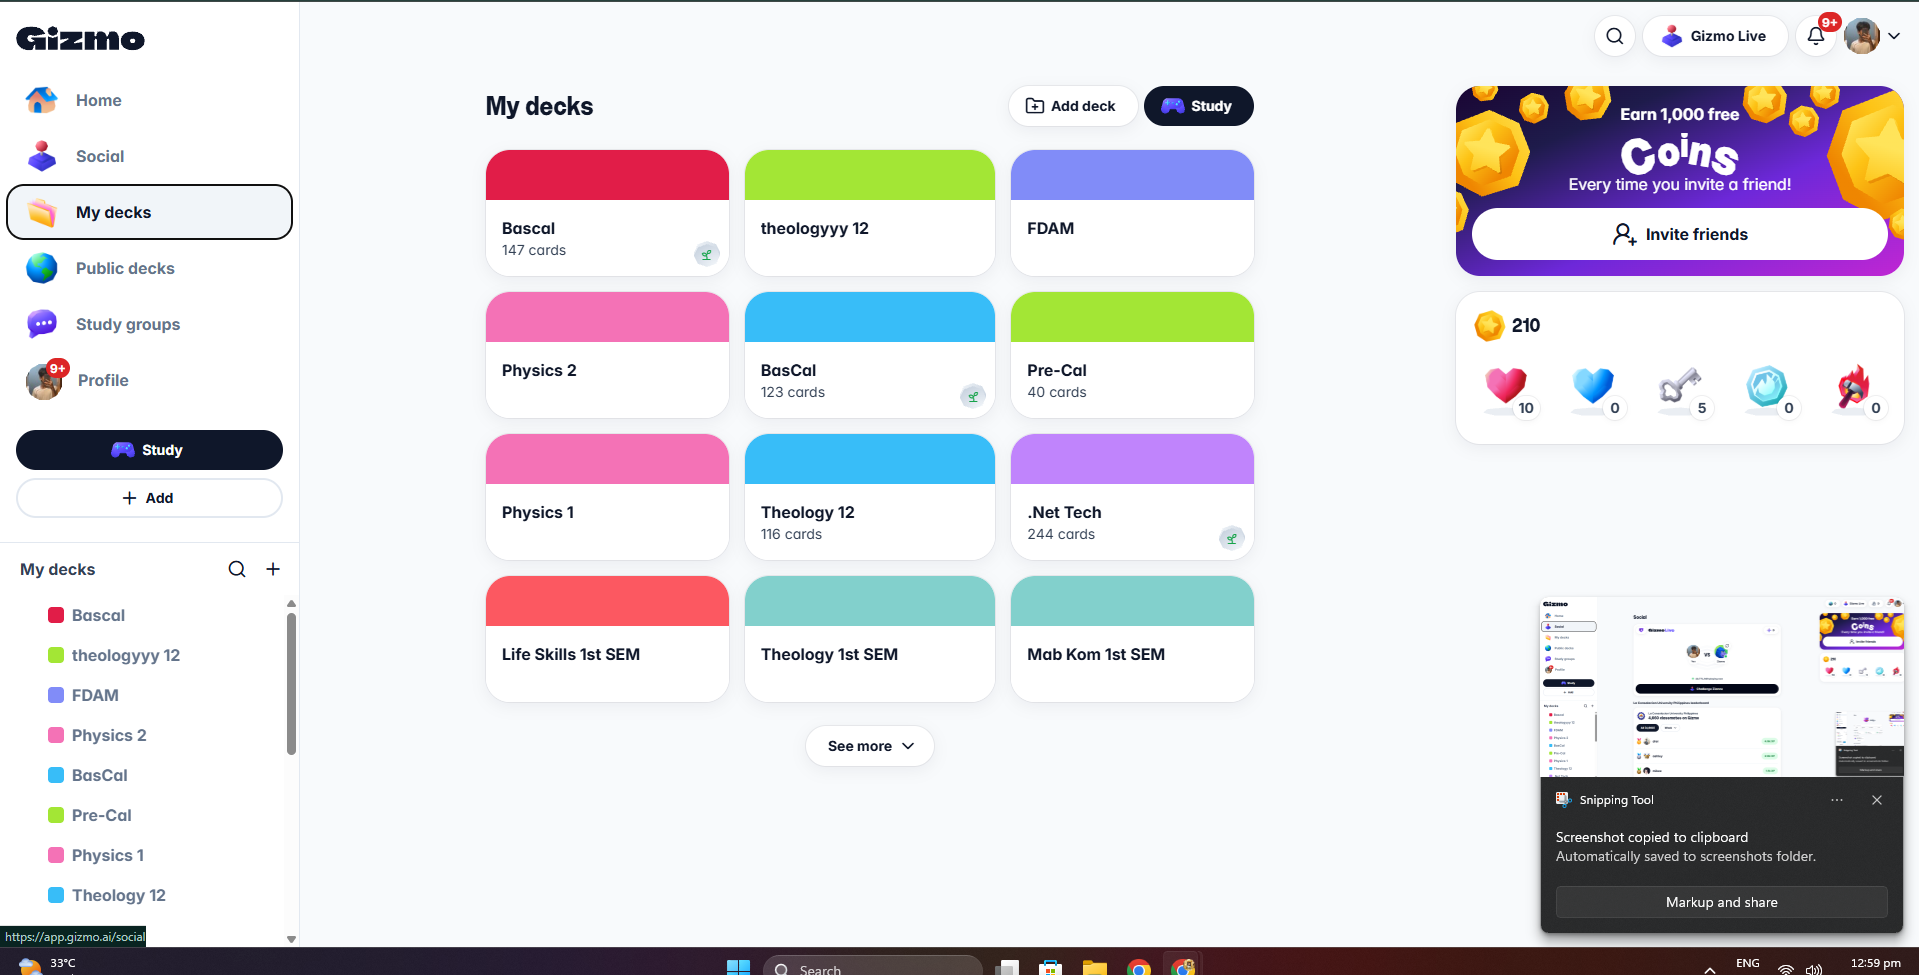 Gizmo
Home
Social
My decks
Public decks
Study groups
9+
Profile
Study
Add
My decks
Bascal
theologyyy 12
FDAM
Physics 2
BasCal
Pre-Cal
Physics 1
Theology 12
https://app.gizmo.ai/social
My decks
Add deck
Study
Bascal
147 cards
theologyyy 12
FDAM
Physics 2
BasCal
123 cards
Pre-Cal
40 cards
Physics 1
Theology 12
116 cards
.Net Tech
244 cards
Life Skills 1st SEM
Theology 1st SEM
Mab Kom 1st SEM
See more
Gizmo Live
9+
Earn 1,000 free
Coins
Every time you invite a friend!
Invite friends
210
10
0
5
0
0
Gizmo
Social
Coins
Snipping Tool
Screenshot copied to clipboard
Automatically saved to screenshots folder.
Markup and share
33°C
Search
ENG
12:59 pm